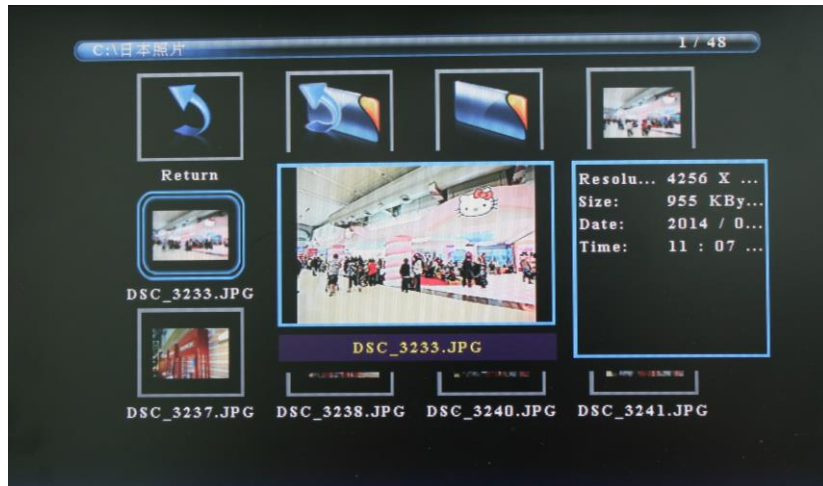 C:\日本照片
1 / 48
Return
Resolu... 4256 X ...
Size: 955 KBy...
Date: 2014 / 0...
Time: 11 : 07 ...
DSC_3233.JPG
DSC_3233.JPG
DSC_3237.JPG
DSC_3238.JPG
DSC_3240.JPG
DSC_3241.JPG